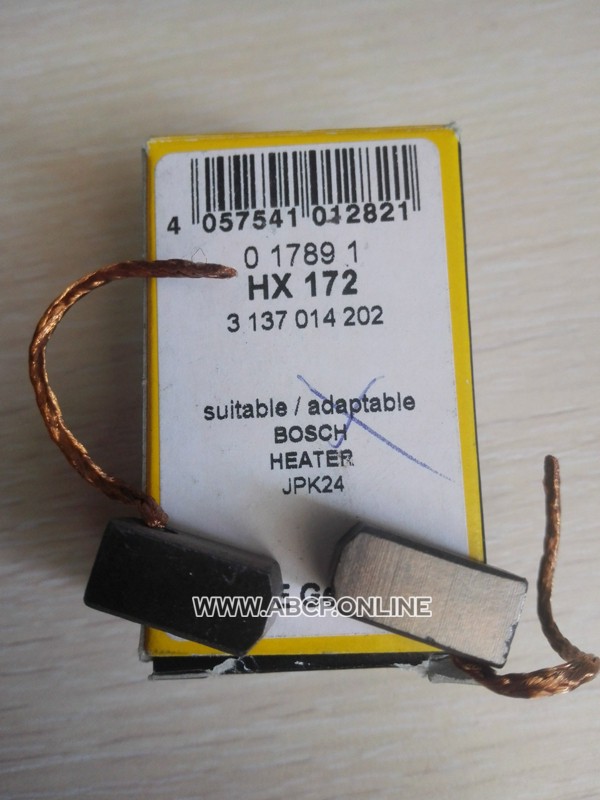 4 057541 012821
0 1789 1
HX 172
3 137 014 202
suitable / adaptable
BOSCH
HEATER
JPK24
WWW.ABCP.ONLINE